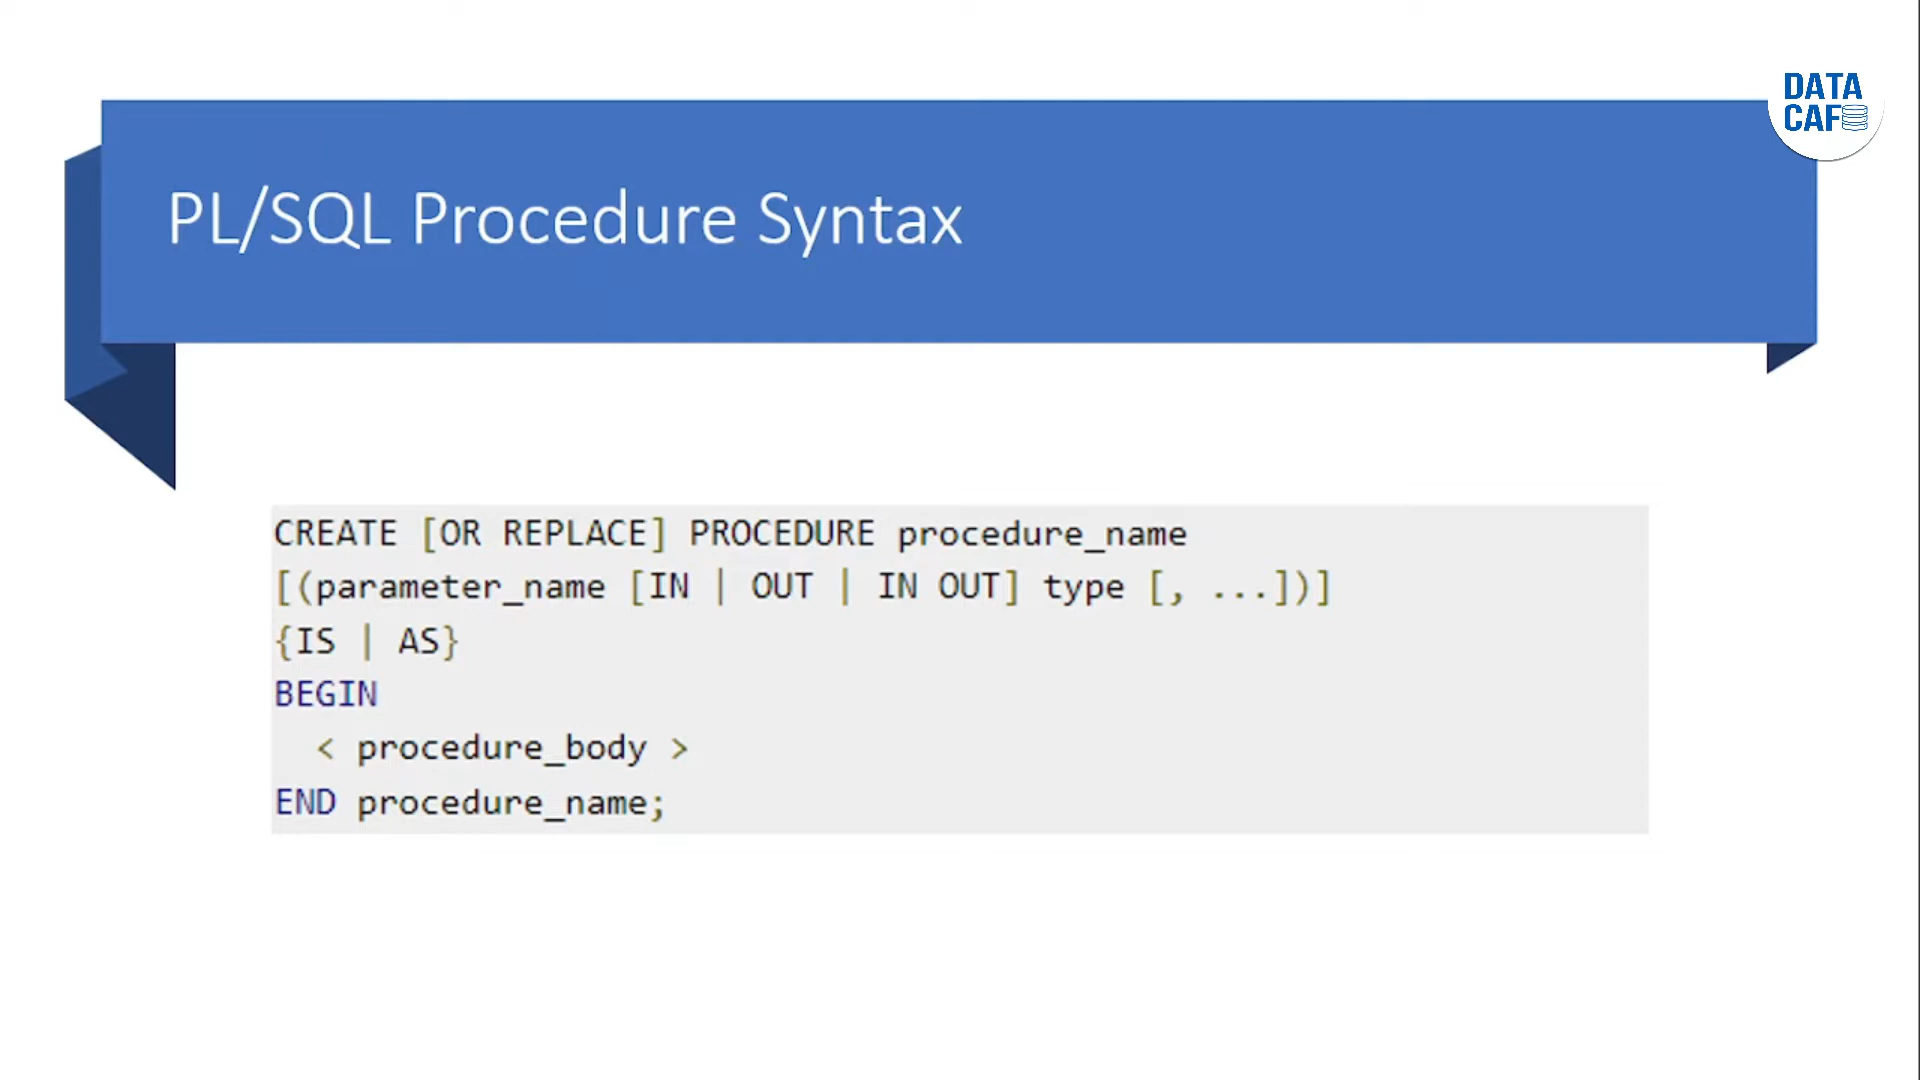 DATA
CAFE
PL/SQL Procedure Syntax
CREATE [OR REPLACE] PROCEDURE procedure_name
[(parameter_name [IN | OUT | IN OUT] type [, ...])]
{IS | AS}
BEGIN
< procedure_body >
END procedure_name;